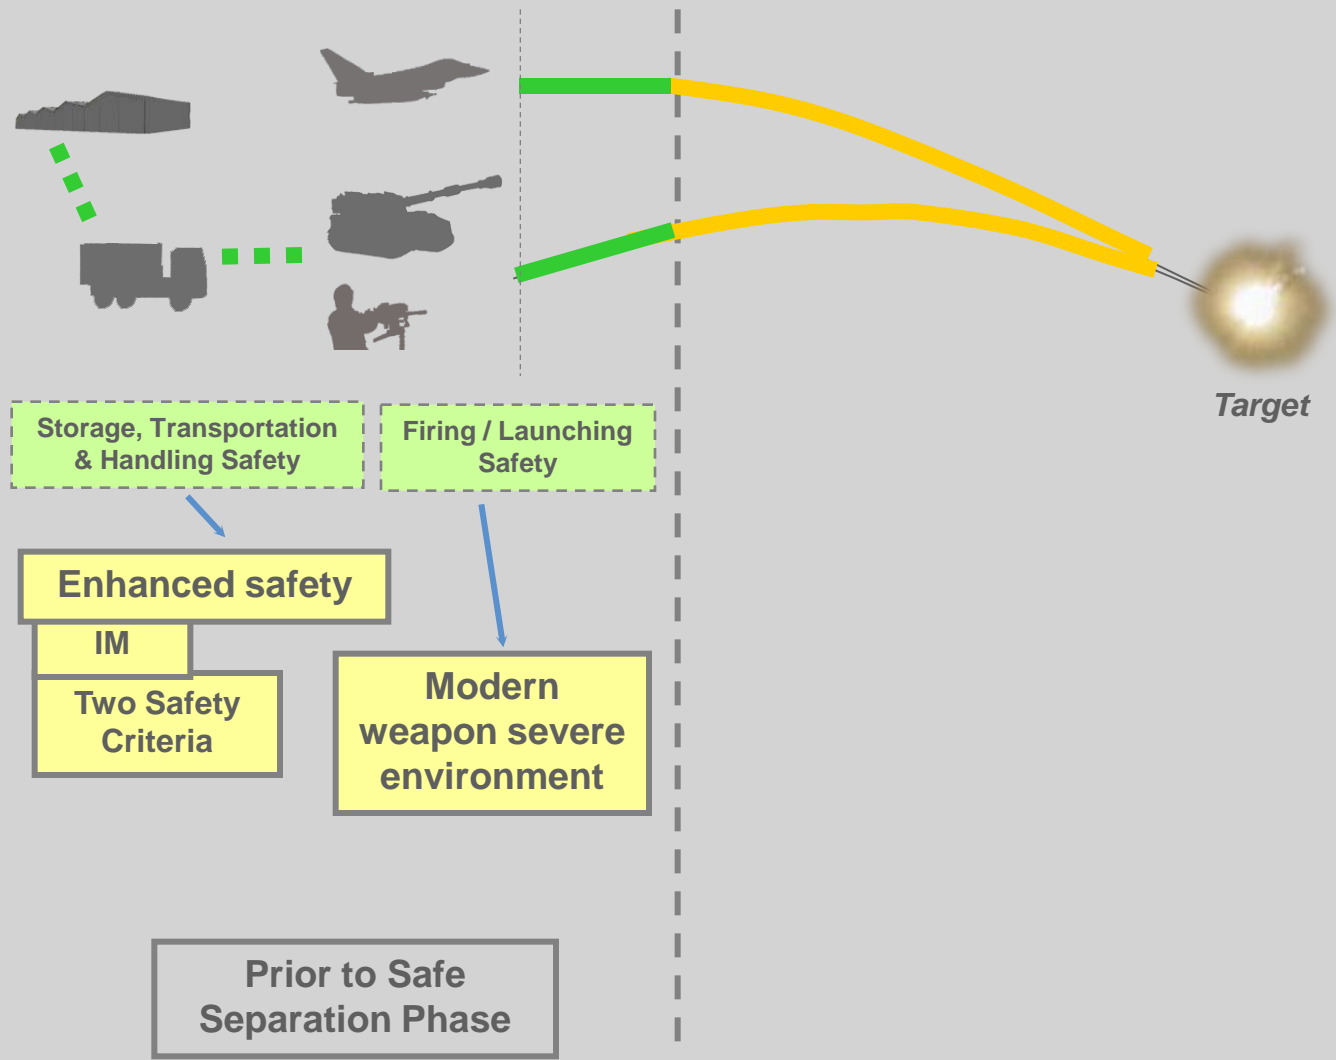 Target
Storage, Transportation
& Handling Safety
Firing / Launching
Safety
Enhanced safety
IM
Two Safety
Criteria
Modern
weapon severe
environment
Prior to Safe
Separation Phase